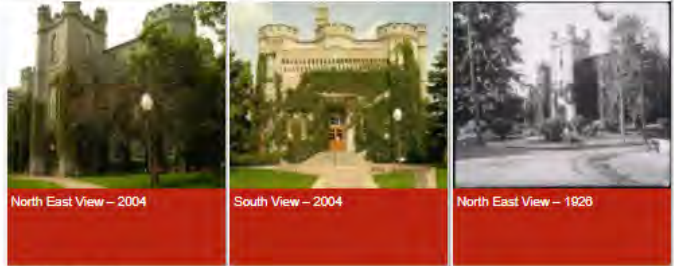 North East View – 2004
South View – 2004
North East View – 1926